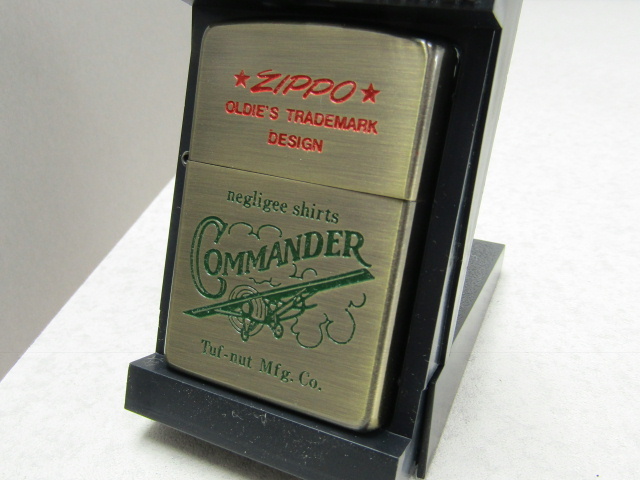 ★ ZIPPO ★
OLDIE'S TRADEMARK
DESIGN
negligee shirts
COMMANDER
Tuf-nut Mfg. Co.